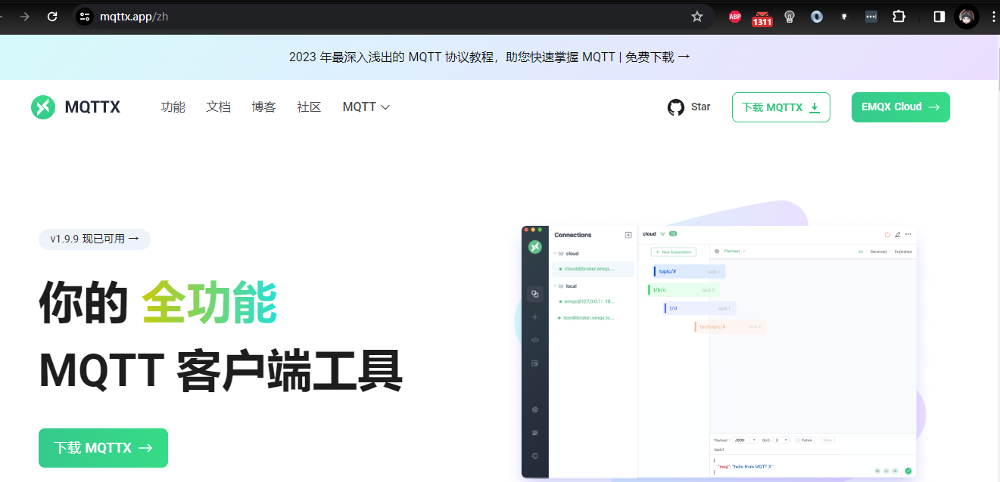 mqttx.app/zh
ABP
1311
2023 年最深入浅出的 MQTT 协议教程，助您快速掌握 MQTT | 免费下载 →
MQTTX 功能 文档 博客 社区 MQTT Star 下载 MQTTX EMQX Cloud →
v1.9.9 现已可用 →
你的 全功能
MQTT 客户端工具
下载 MQTTX →
Connections
cloud
cloud@broker.emqx....
local
emqx@127.0.0.1: 18...
test@broker.emqx.lo...
cloud
+ New Subscription
Plaintext
All Received Published
topic/# QoS 1
t/b/c QoS 0
t/d QoS 1
testtopic/# QoS 2
Payload: JSON QoS: 2 Retain Meta
topic1
{
"msg": "hello from MQTT X"
}